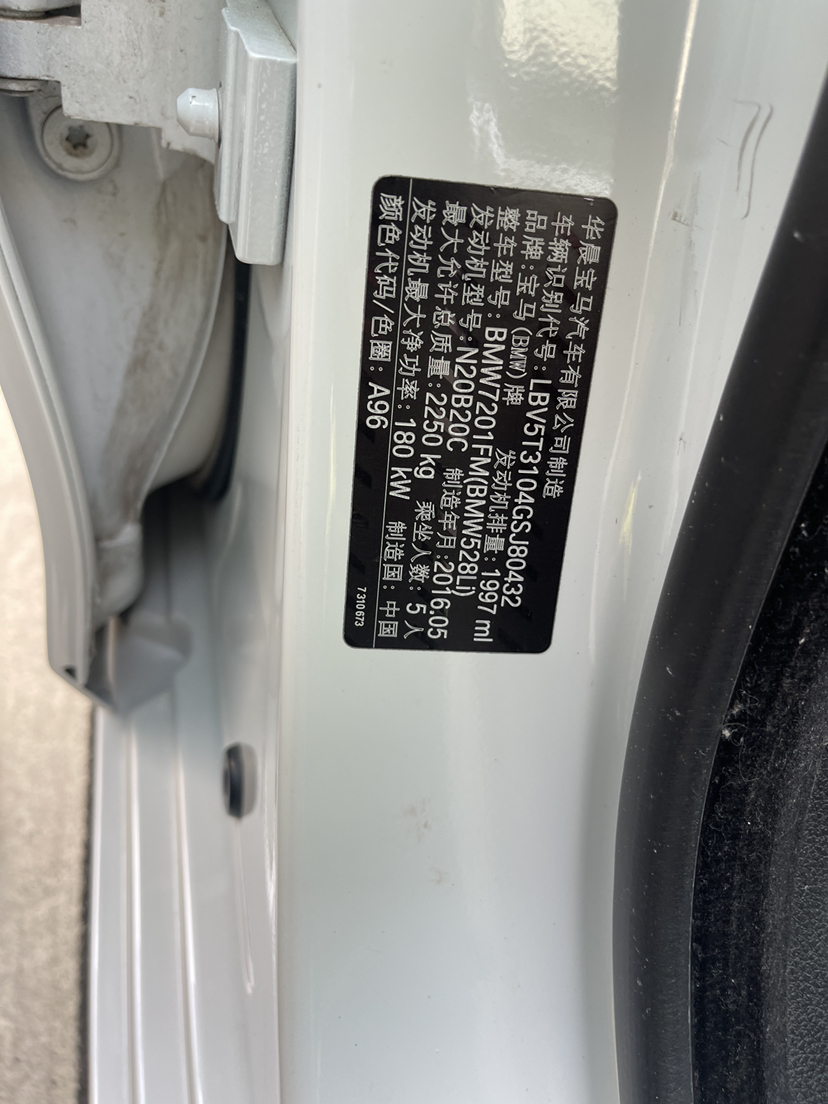 华晨宝马汽车有限公司制造
车辆识别代号:LBV5T3104GSJ80432
品牌:宝马(BMW)牌 发动机排量:1997 ml
整车型号:BMW7201FM(BMW528Li)
发动机型号:N20B20C 制造年月:2016.05
最大允许总质量:2250 kg 乘坐人数:5人
发动机最大净功率:180 kW 制造国:中国
颜色代码/色圈:A96
7310673